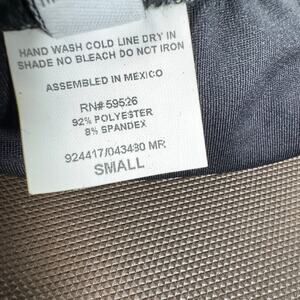 HAND WASH COLD LINE DRY IN
SHADE NO BLEACH DO NOT IRON
ASSEMBLED IN MEXICO
RN# 59526
92% POLYESTER
8% SPANDEX
924417/043480 MR
SMALL